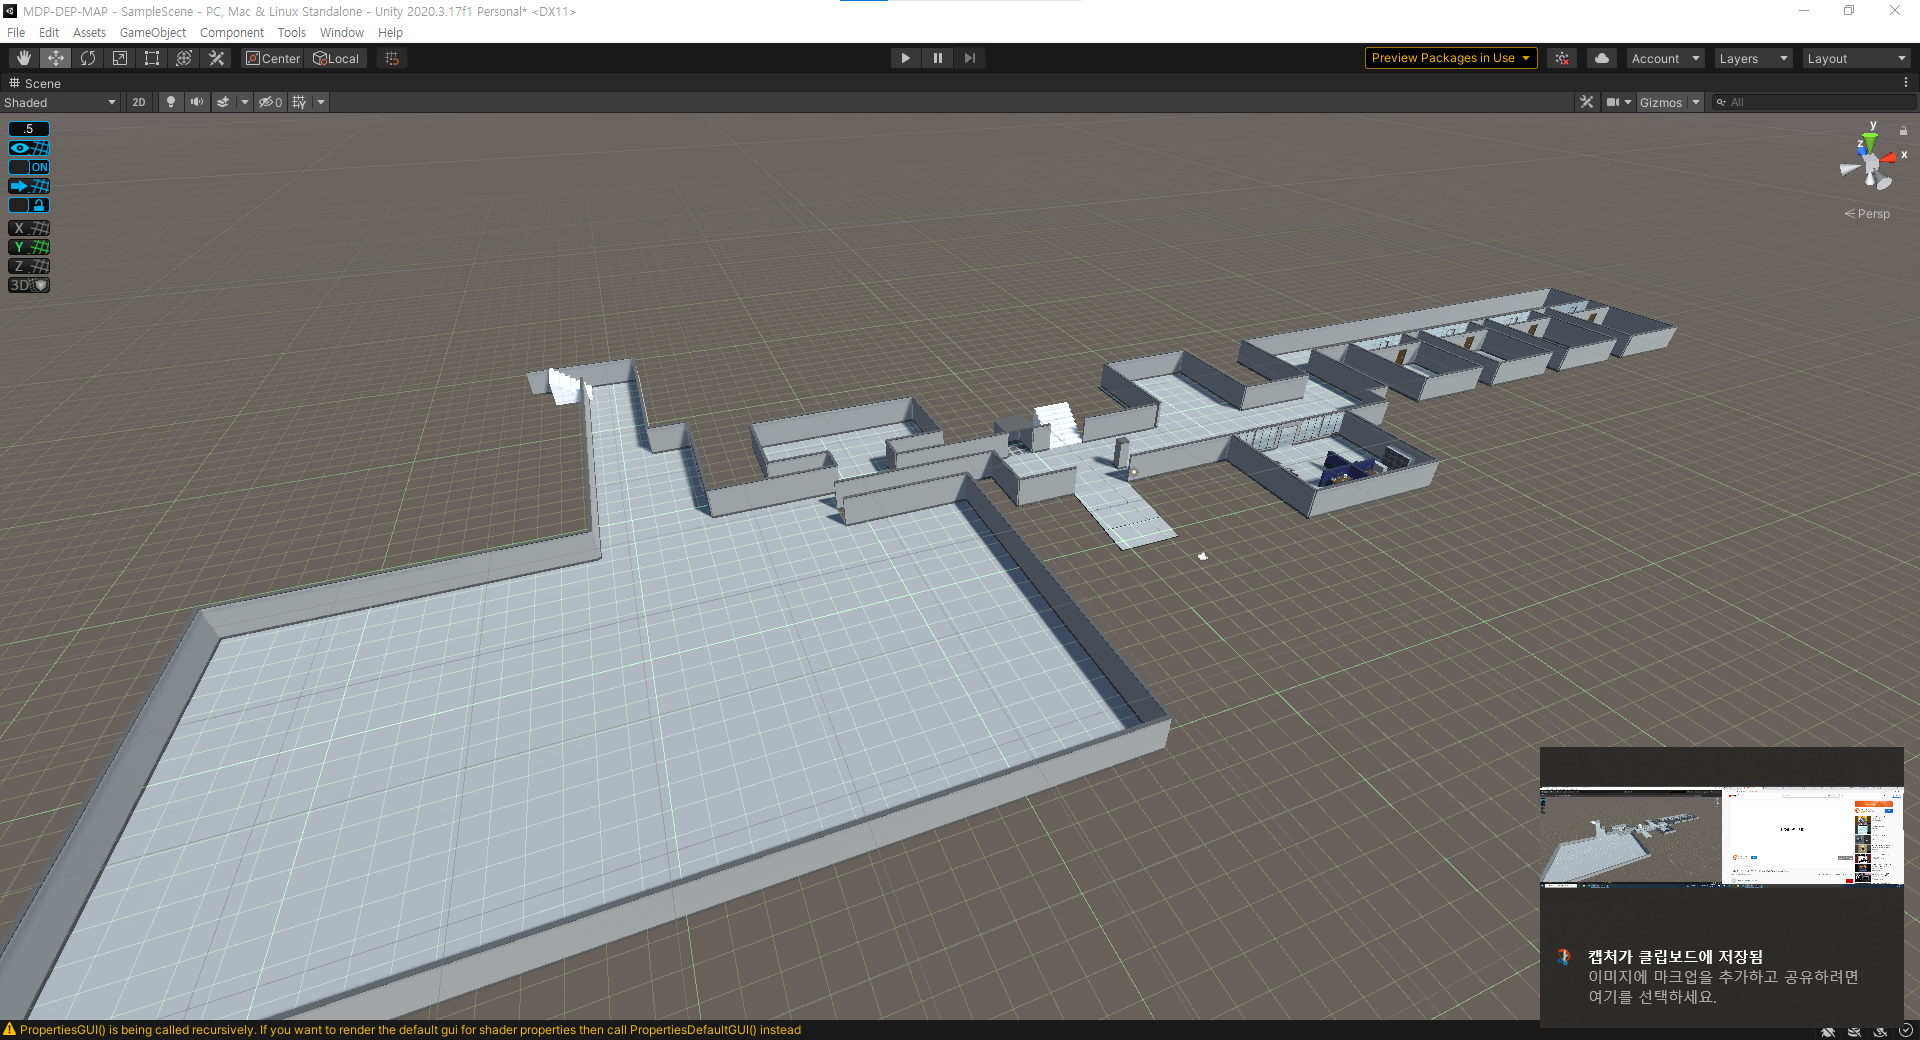 MDP-DEP-MAP - SampleScene - PC, Mac & Linux Standalone - Unity 2020.3.17f1 Personal* <DX11>
File Edit Assets GameObject Component Tools Window Help
Center Local Preview Packages in Use Account Layers Layout
Scene
Shaded 2D 0 Gizmos All
.5
ON
X
Y
Z
3D
y
z
x
Persp
캡처가 클립보드에 저장됨
이미지에 마크업을 추가하고 공유하려면
여기를 선택하세요.
PropertiesGUI() is being called recursively. If you want to render the default gui for shader properties then call PropertiesDefaultGUI() instead